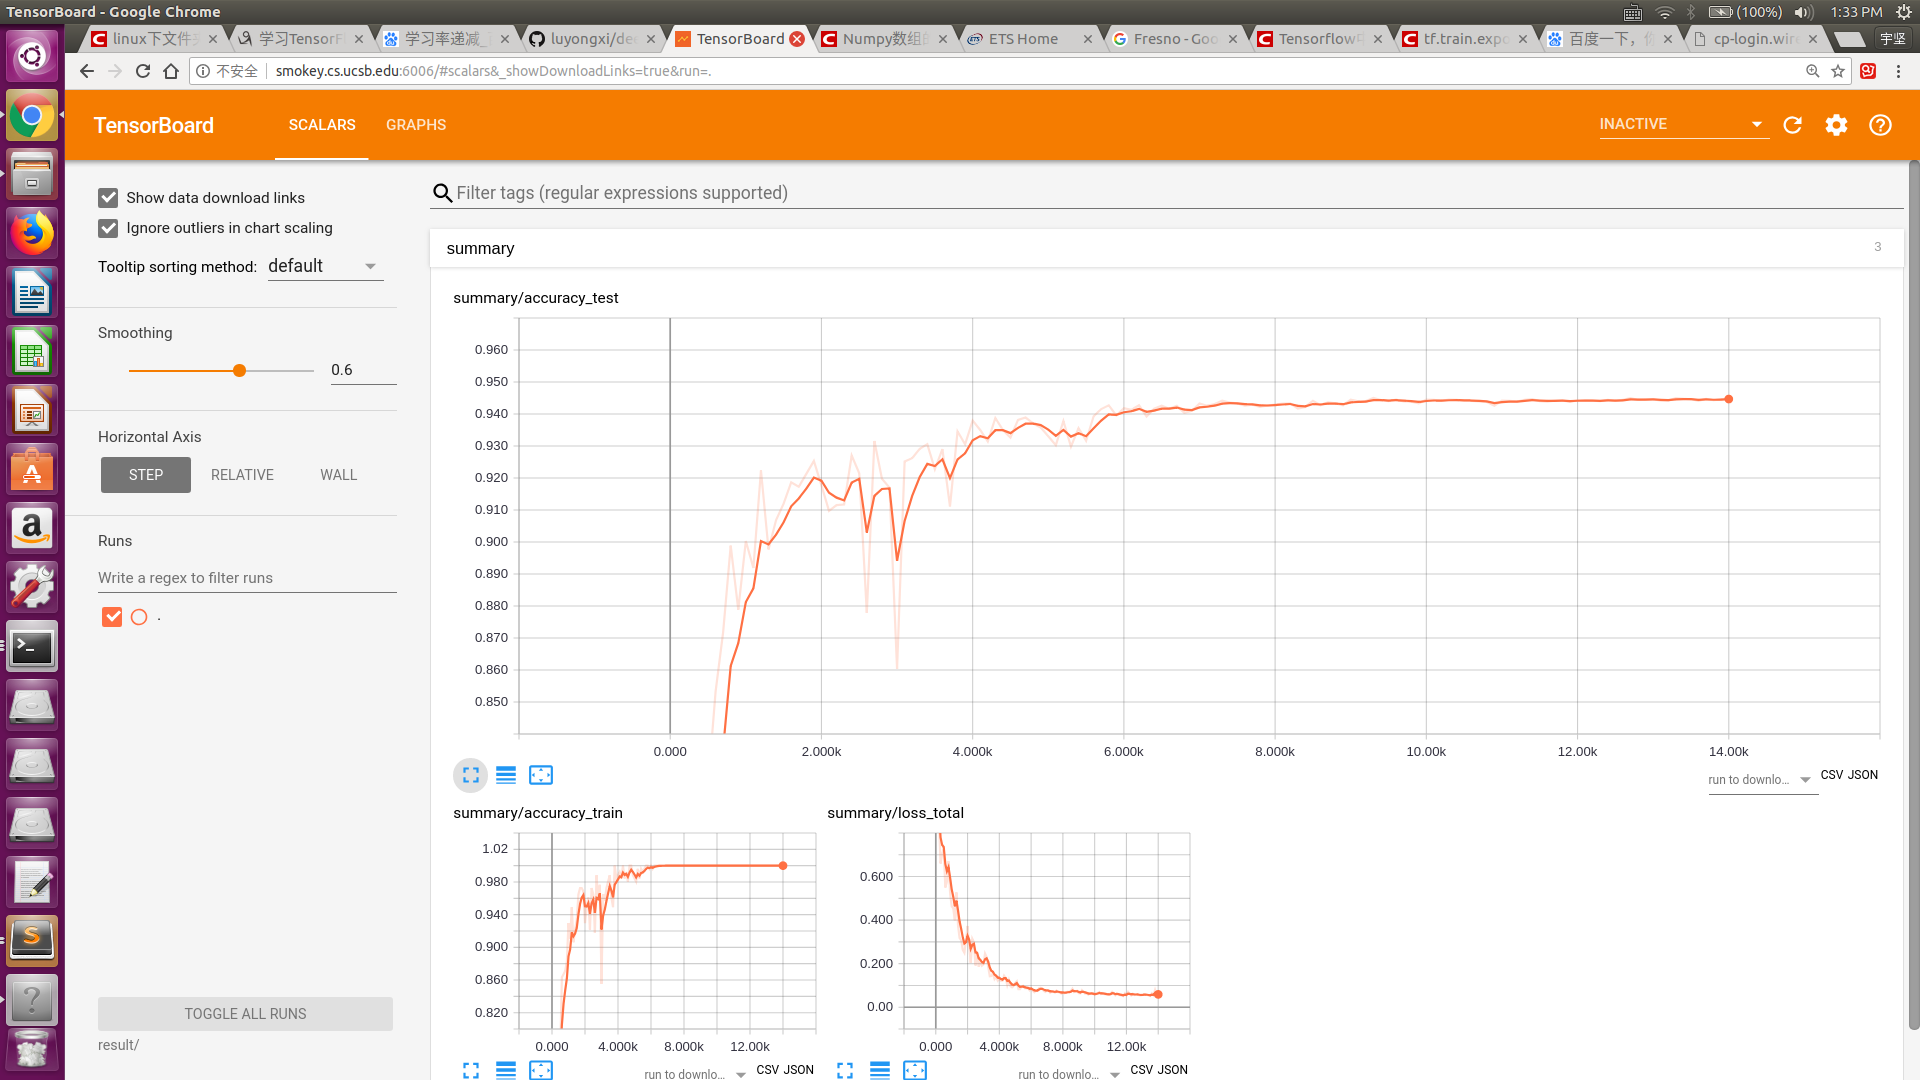 TensorBoard - Google Chrome
(100%) 1:33 PM
linux下文件
学习TensorFl
学习率递减_
luyongxi/dee
TensorBoard
Numpy数组
ETS Home
Fresno - Goo
Tensorflow
tf.train.expo
百度一下，
cp-login.wire
宇坚
不安全 smokey.cs.ucsb.edu:6006/#scalars&_showDownloadLinks=true&run=.
TensorBoard
SCALARS
GRAPHS
INACTIVE
Show data download links
Ignore outliers in chart scaling
Tooltip sorting method: default
Smoothing
0.6
Horizontal Axis
STEP RELATIVE WALL
Runs
Write a regex to filter runs
.
TOGGLE ALL RUNS
result/
Filter tags (regular expressions supported)
summary 3
summary/accuracy_test
0.960
0.950
0.940
0.930
0.920
0.910
0.900
0.890
0.880
0.870
0.860
0.850
0.000 2.000k 4.000k 6.000k 8.000k 10.00k 12.00k 14.00k
run to downlo... CSV JSON
summary/accuracy_train
1.02
0.980
0.940
0.900
0.860
0.820
0.000 4.000k 8.000k 12.00k
run to downlo... CSV JSON
summary/loss_total
0.600
0.400
0.200
0.00
0.000 4.000k 8.000k 12.00k
run to downlo... CSV JSON